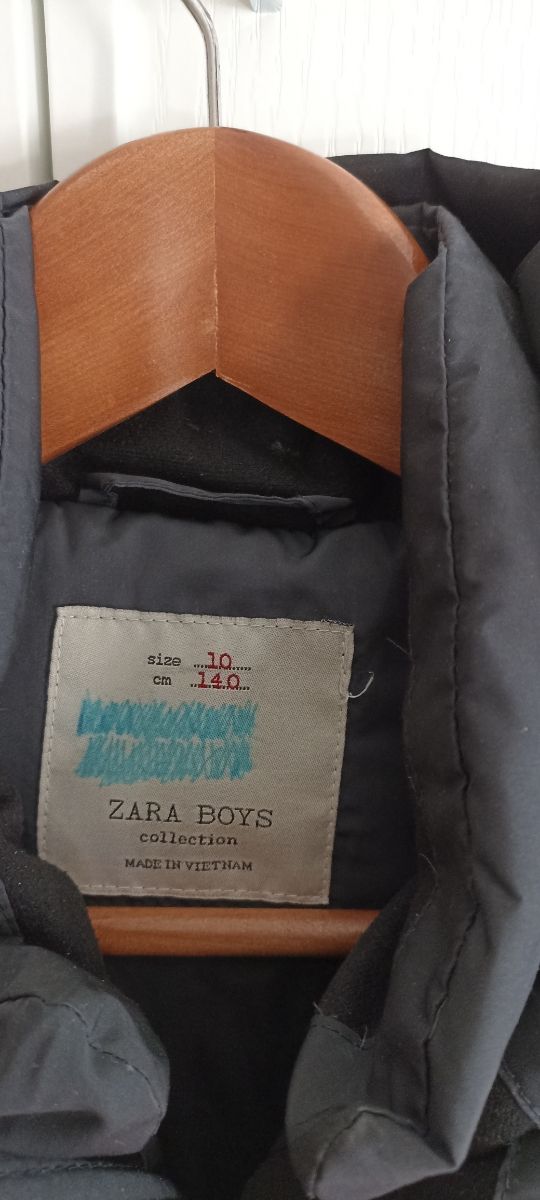 size 10
cm 140
ZARA BOYS
collection
MADE IN VIETNAM